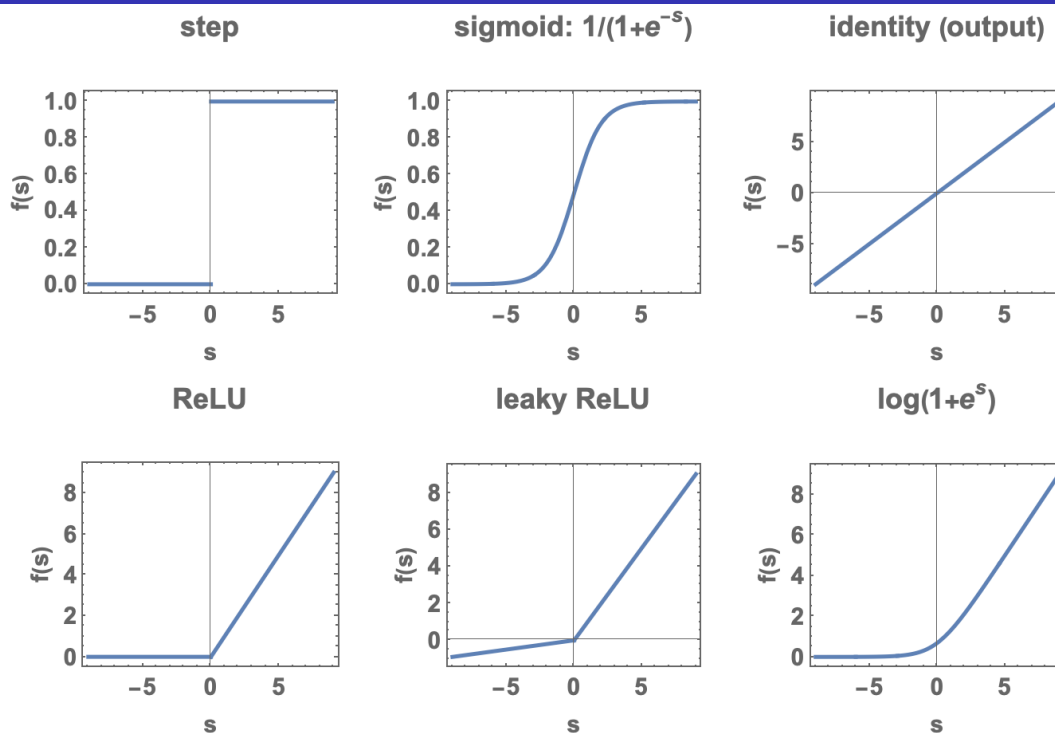 step
sigmoid: 1/(1+e^{-s})
identity (output)
1.0
0.8
0.6
0.4
0.2
0.0
f(s)
-5 0 5
s
1.0
0.8
0.6
0.4
0.2
0.0
f(s)
-5 0 5
s
5
0
-5
f(s)
-5 0 5
s
ReLU
leaky ReLU
log(1+e^s)
8
6
4
2
0
f(s)
-5 0 5
s
8
6
4
2
0
f(s)
-5 0 5
s
8
6
4
2
0
f(s)
-5 0 5
s